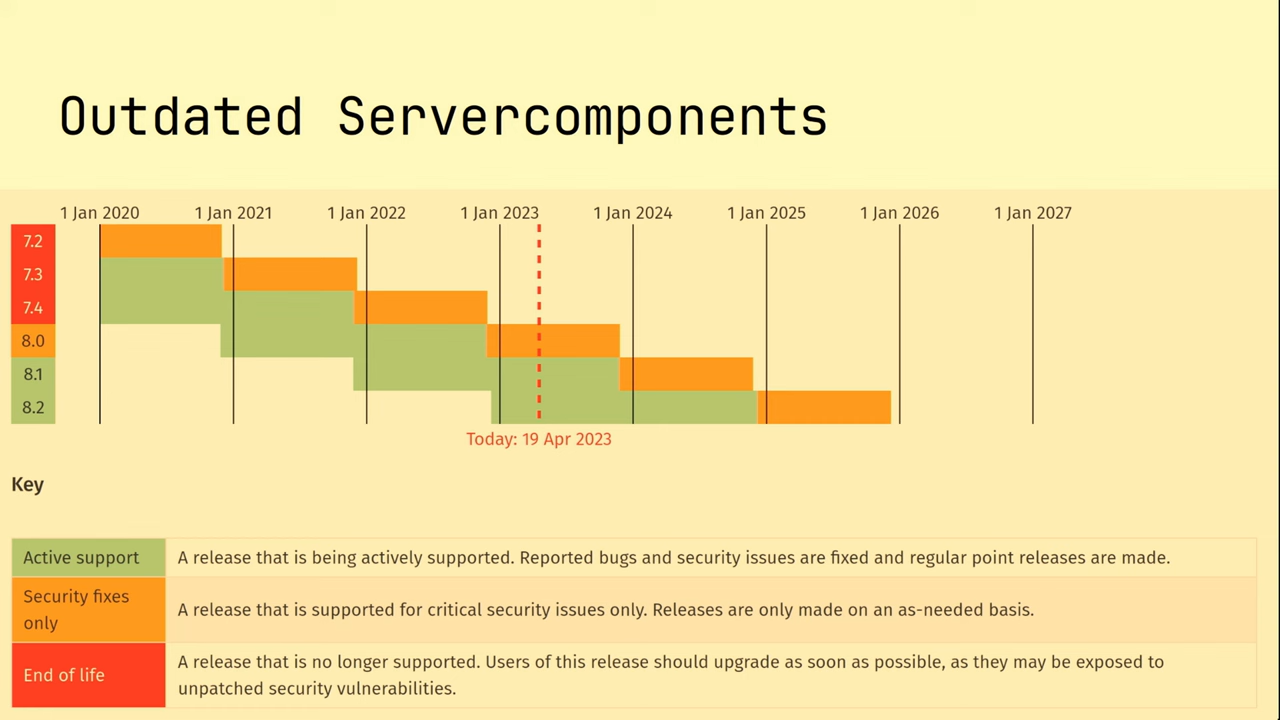 Outdated Servercomponents
1 Jan 2020 1 Jan 2021 1 Jan 2022 1 Jan 2023 1 Jan 2024 1 Jan 2025 1 Jan 2026 1 Jan 2027
7.2
7.3
7.4
8.0
8.1
8.2
Today: 19 Apr 2023
Key
Active support A release that is being actively supported. Reported bugs and security issues are fixed and regular point releases are made.
Security fixes
only
A release that is supported for critical security issues only. Releases are only made on an as-needed basis.
End of life
A release that is no longer supported. Users of this release should upgrade as soon as possible, as they may be exposed to
unpatched security vulnerabilities.